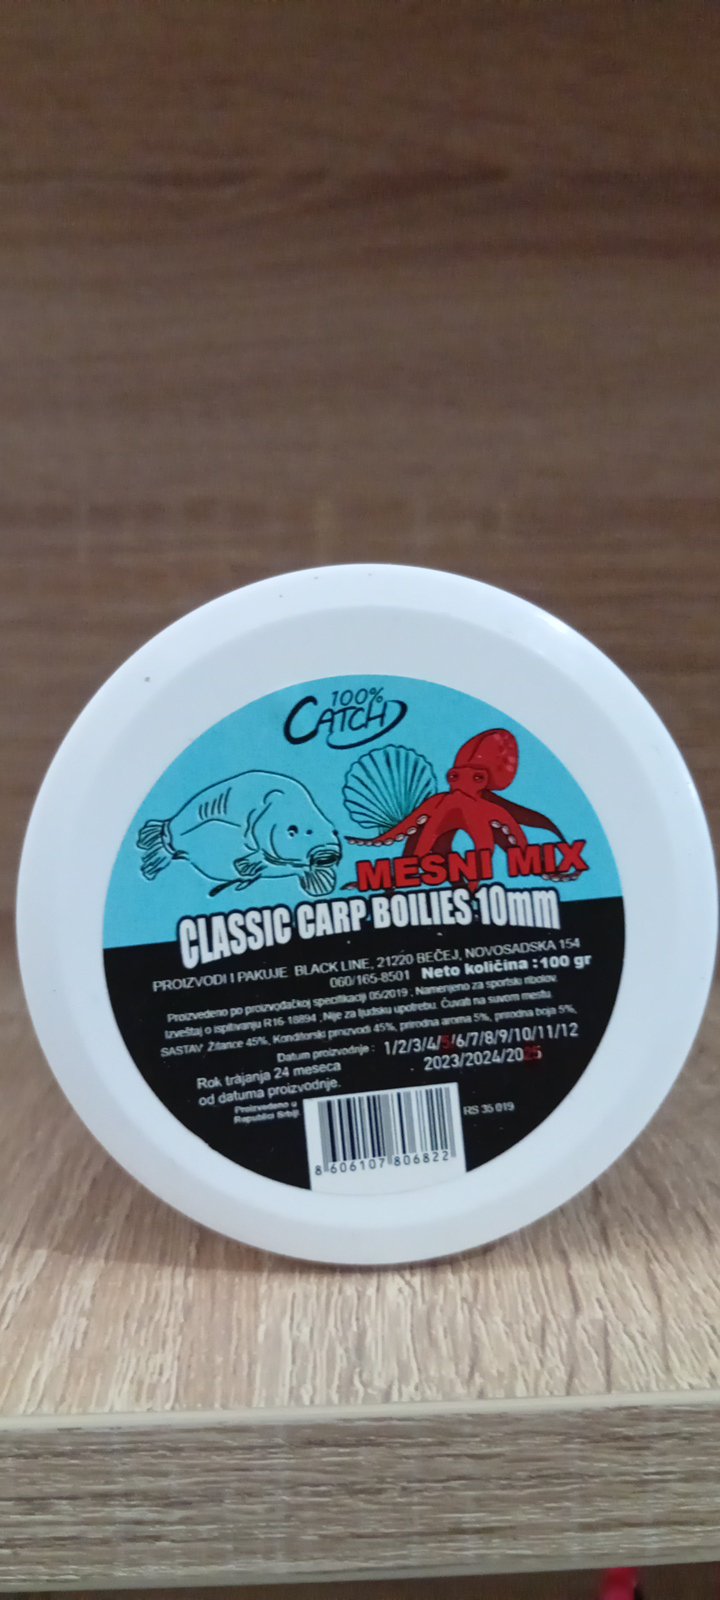 100%
CATCH
MESNI MIX
CLASSIC CARP BOILIES 10mm
PROIZVODI I PAKUJE BLACK LINE, 21220 BEČEJ, NOVOSADSKA 154
060/165-8501 Neto količina : 100 gr
Proizvedeno po proizvođačkoj specifikaciji 05/2019 , Namenjeno za sportski ribolov.
Izveštaj o ispitivanju R16-18894 , Nije za ljudsku upotrebu. Čuvati na suvom mestu.
SASTAV: Žitarice 45%, Konditorski proizvodi 45%, prirodna aroma 5%, prirodna boja 5%,
Datum proizvodnje : 1/2/3/4/5/6/7/8/9/10/11/12
2023/2024/2025
Rok trajanja 24 meseca
od datuma proizvodnje.
Proizvedeno u
Republici Srbiji.
RS 35 019
8 606107 806822